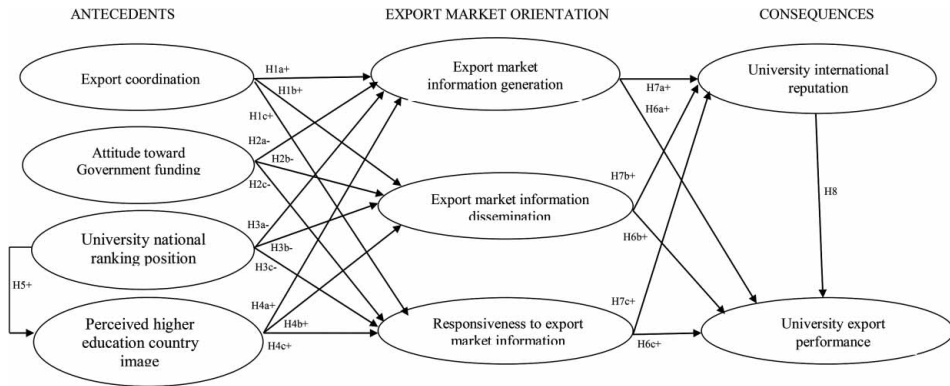 ANTECEDENTS
EXPORT MARKET ORIENTATION
CONSEQUENCES
Export coordination
Attitude toward
Government funding
University national
ranking position
Perceived higher
education country
image
Export market
information generation
Export market information
dissemination
Responsiveness to export
market information
University international
reputation
University export
performance
H1a+
H1b+
H1c+
H2a-
H2b-
H2c-
H3a-
H3b-
H3c-
H4a+
H4b+
H4c+
H5+
H7a+
H6a+
H7b+
H6b+
H7c+
H6c+
H8